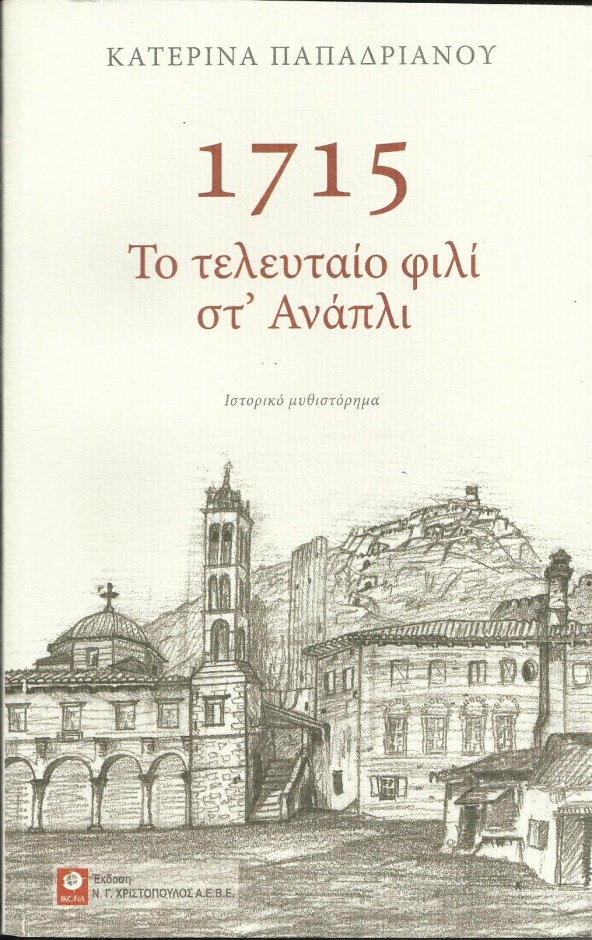 ΚΑΤΕΡΙΝΑ ΠΑΠΑΔΡΙΑΝΟΥ
1715
Το τελευταίο φιλί
στ’ Ανάπλι
Ιστορικό μυθιστόρημα
Έκδοση
Ν. Γ. ΧΡΙΣΤΟΠΟΥΛΟΣ Α.Ε.Β.Ε.